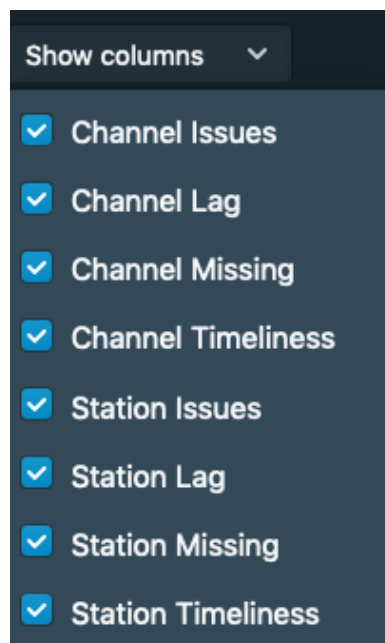 Show columns
Channel Issues
Channel Lag
Channel Missing
Channel Timeliness
Station Issues
Station Lag
Station Missing
Station Timeliness